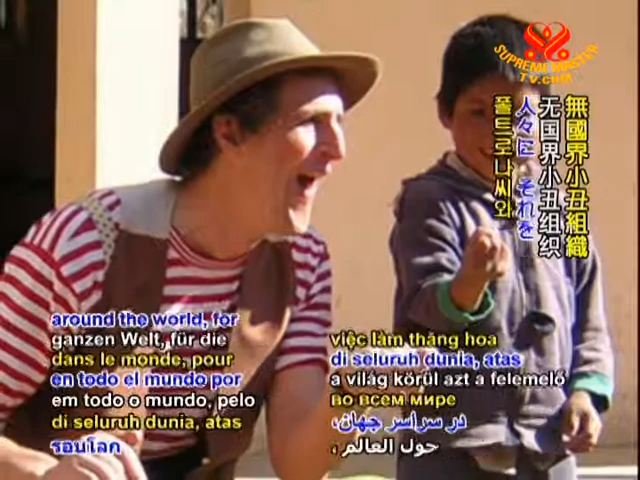 SUPREME MASTER
TV.COM
無國界小丑組織
无国界小丑组织
人々に それを
폴트로나씨와
around the world, for
ganzen Welt, für die
dans le monde, pour
en todo el mundo por
em todo o mundo, pelo
di seluruh dunia, atas
รอบโลก
việc làm thăng hoa
di seluruh dunia, atas
a világ körül azt a felemelő
во всем мире
در سراسر جهان،
حول العالم ،